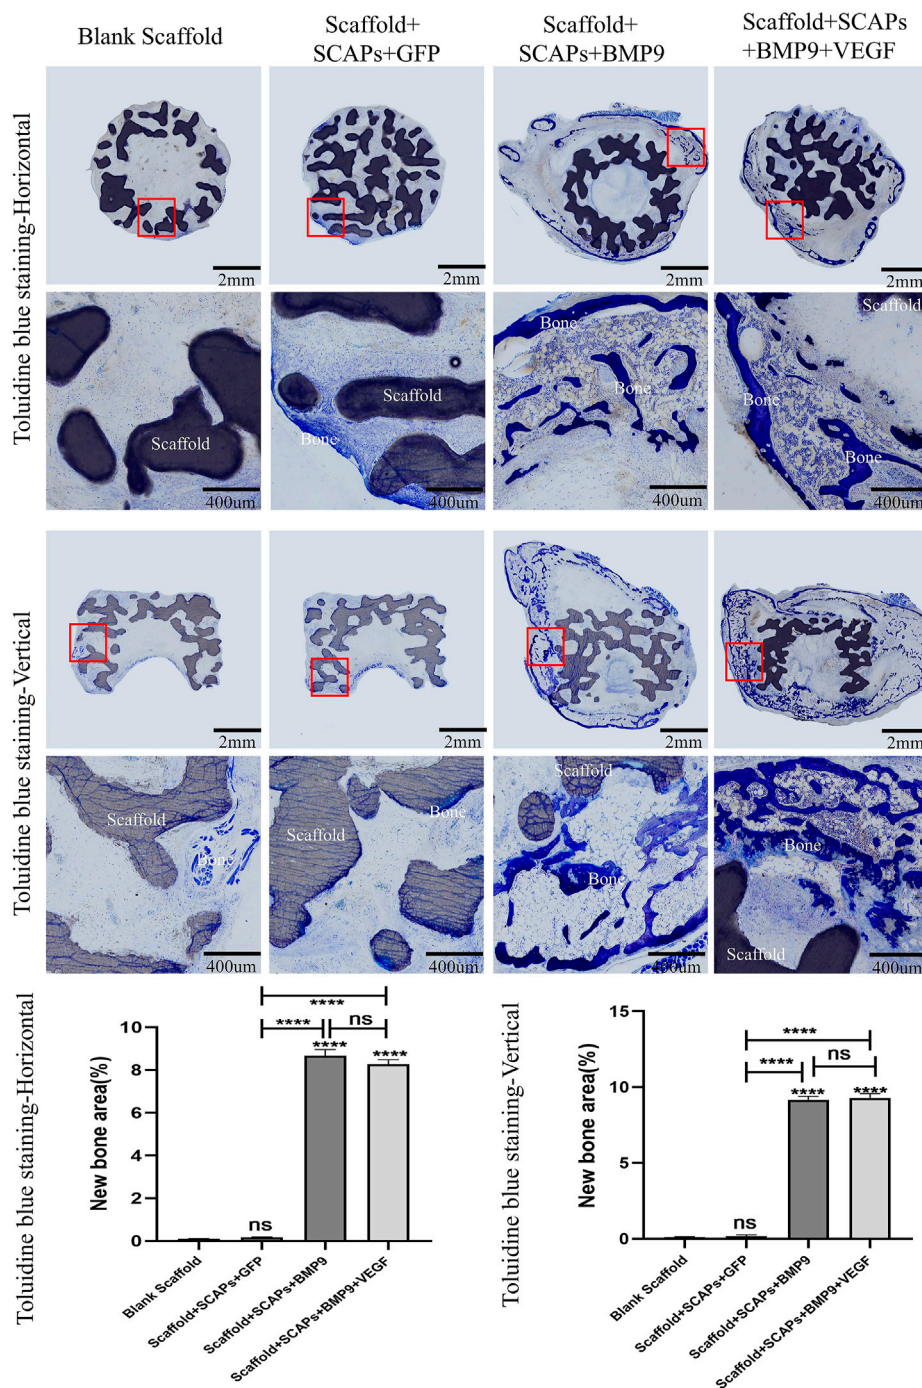 Blank Scaffold
Scaffold+
SCAPs+GFP
Scaffold+
SCAPs+BMP9
Scaffold+SCAPs
+BMP9+VEGF
Toluidine blue staining-Horizontal
2mm
2mm
2mm
2mm
Scaffold
400um
Scaffold
Bone
400um
Bone
Bone
400um
Scaffold
Bone
Bone
400um
Toluidine blue staining-Vertical
2mm
2mm
2mm
2mm
Scaffold
Bone
400um
Bone
Scaffold
400um
Scaffold
Bone
400um
Bone
Scaffold
400um
Toluidine blue staining-Horizontal
New bone area(%)
10
8
6
4
2
0
****
**** ns
ns
****
****
Blank Scaffold
Scaffold+SCAPs+GFP
Scaffold+SCAPs+BMP9
Scaffold+SCAPs+BMP9+VEGF
Toluidine blue staining-Vertical
New bone area(%)
15
10
5
0
****
**** ns
ns
****
****
Blank Scaffold
Scaffold+SCAPs+GFP
Scaffold+SCAPs+BMP9
Scaffold+SCAPs+BMP9+VEGF